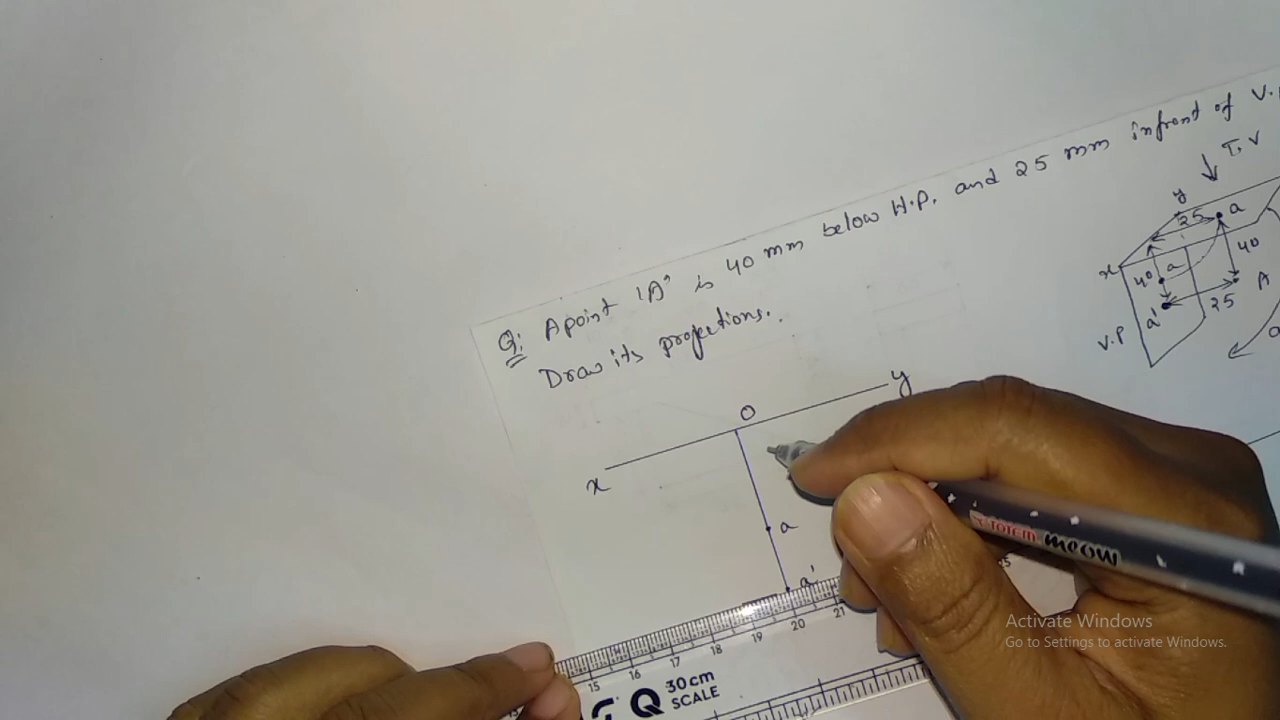 Q: A point 'A' is 40 mm below H.P. and 25 mm infront of V.P
Draw its projections.
T.V
y
25
a
x
40
a
40
A
a'
25
V.P
O
y
x
a
a'
TOTEM meow
15 16 17 18 19 20 21
Q 30cm
SCALE
Activate Windows
Go to Settings to activate Windows.